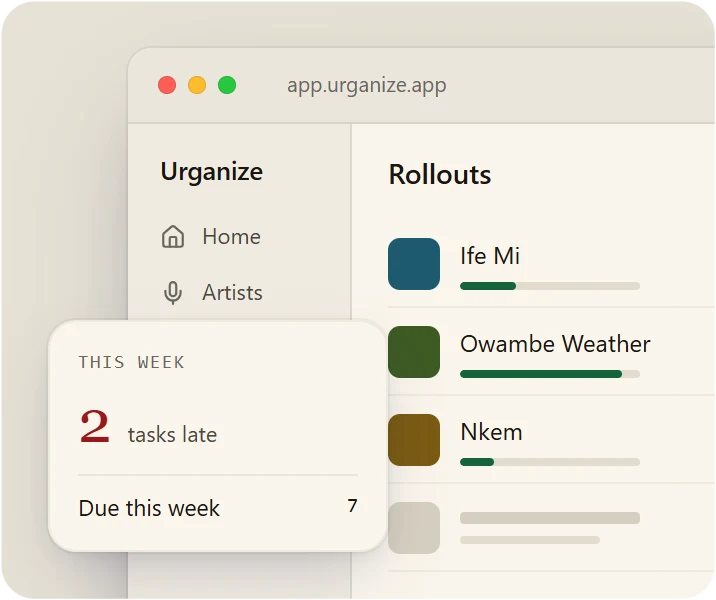 app.urganize.app
Urganize
Home
Artists
THIS WEEK
2 tasks late
Due this week 7
Rollouts
Ife Mi
Owambe Weather
Nkem